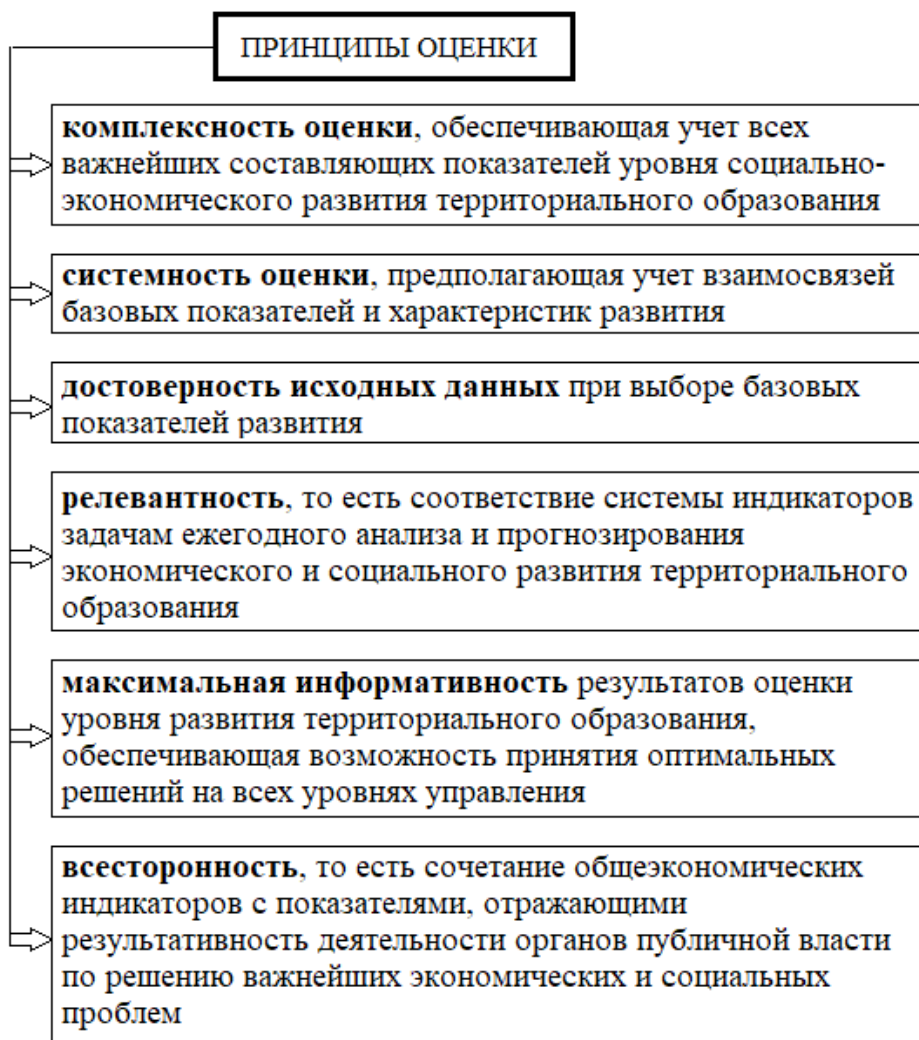 ПРИНЦИПЫ ОЦЕНКИ
комплексность оценки, обеспечивающая учет всех
важнейших составляющих показателей уровня социально-
экономического развития территориального образования
системность оценки, предполагающая учет взаимосвязей
базовых показателей и характеристик развития
достоверность исходных данных при выборе базовых
показателей развития
релевантность, то есть соответствие системы индикаторов
задачам ежегодного анализа и прогнозирования
экономического и социального развития территориального
образования
максимальная информативность результатов оценки
уровня развития территориального образования,
обеспечивающая возможность принятия оптимальных
решений на всех уровнях управления
всесторонность, то есть сочетание общеэкономических
индикаторов с показателями, отражающими
результативность деятельности органов публичной власти
по решению важнейших экономических и социальных
проблем